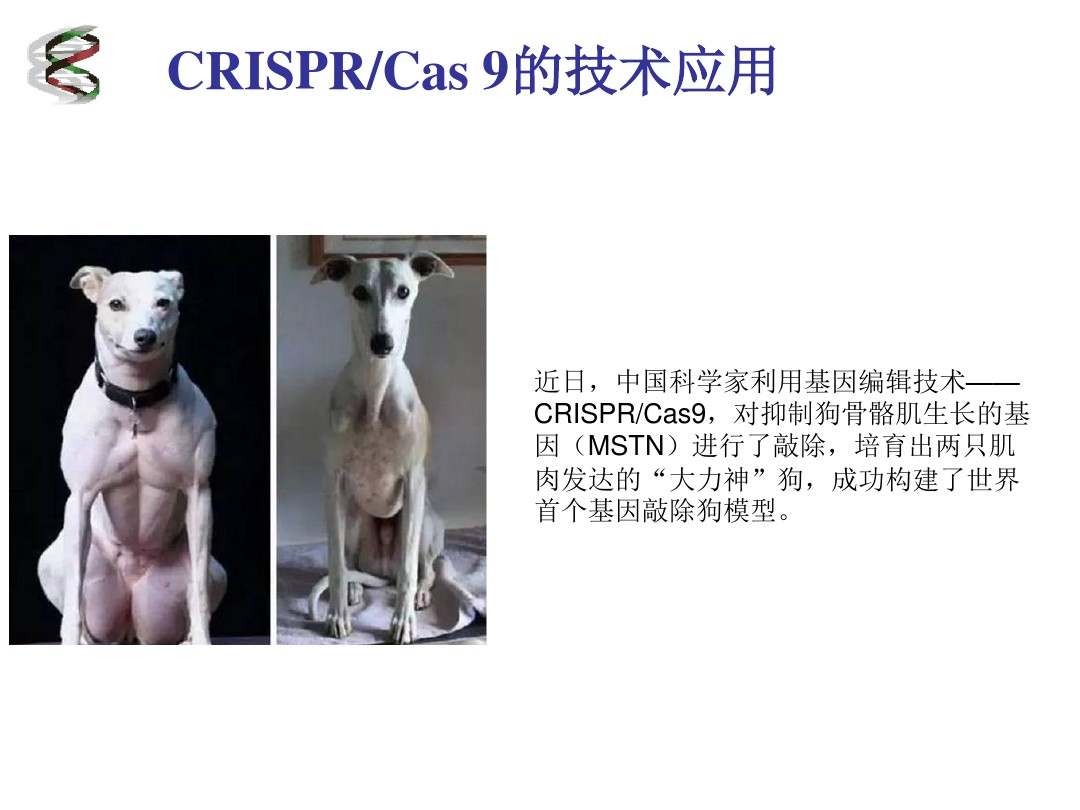 CRISPR/Cas 9的技术应用
近日，中国科学家利用基因编辑技术——
CRISPR/Cas9，对抑制狗骨骼肌生长的基
因（MSTN）进行了敲除，培育出两只肌
肉发达的“大力神”狗，成功构建了世界
首个基因敲除狗模型。